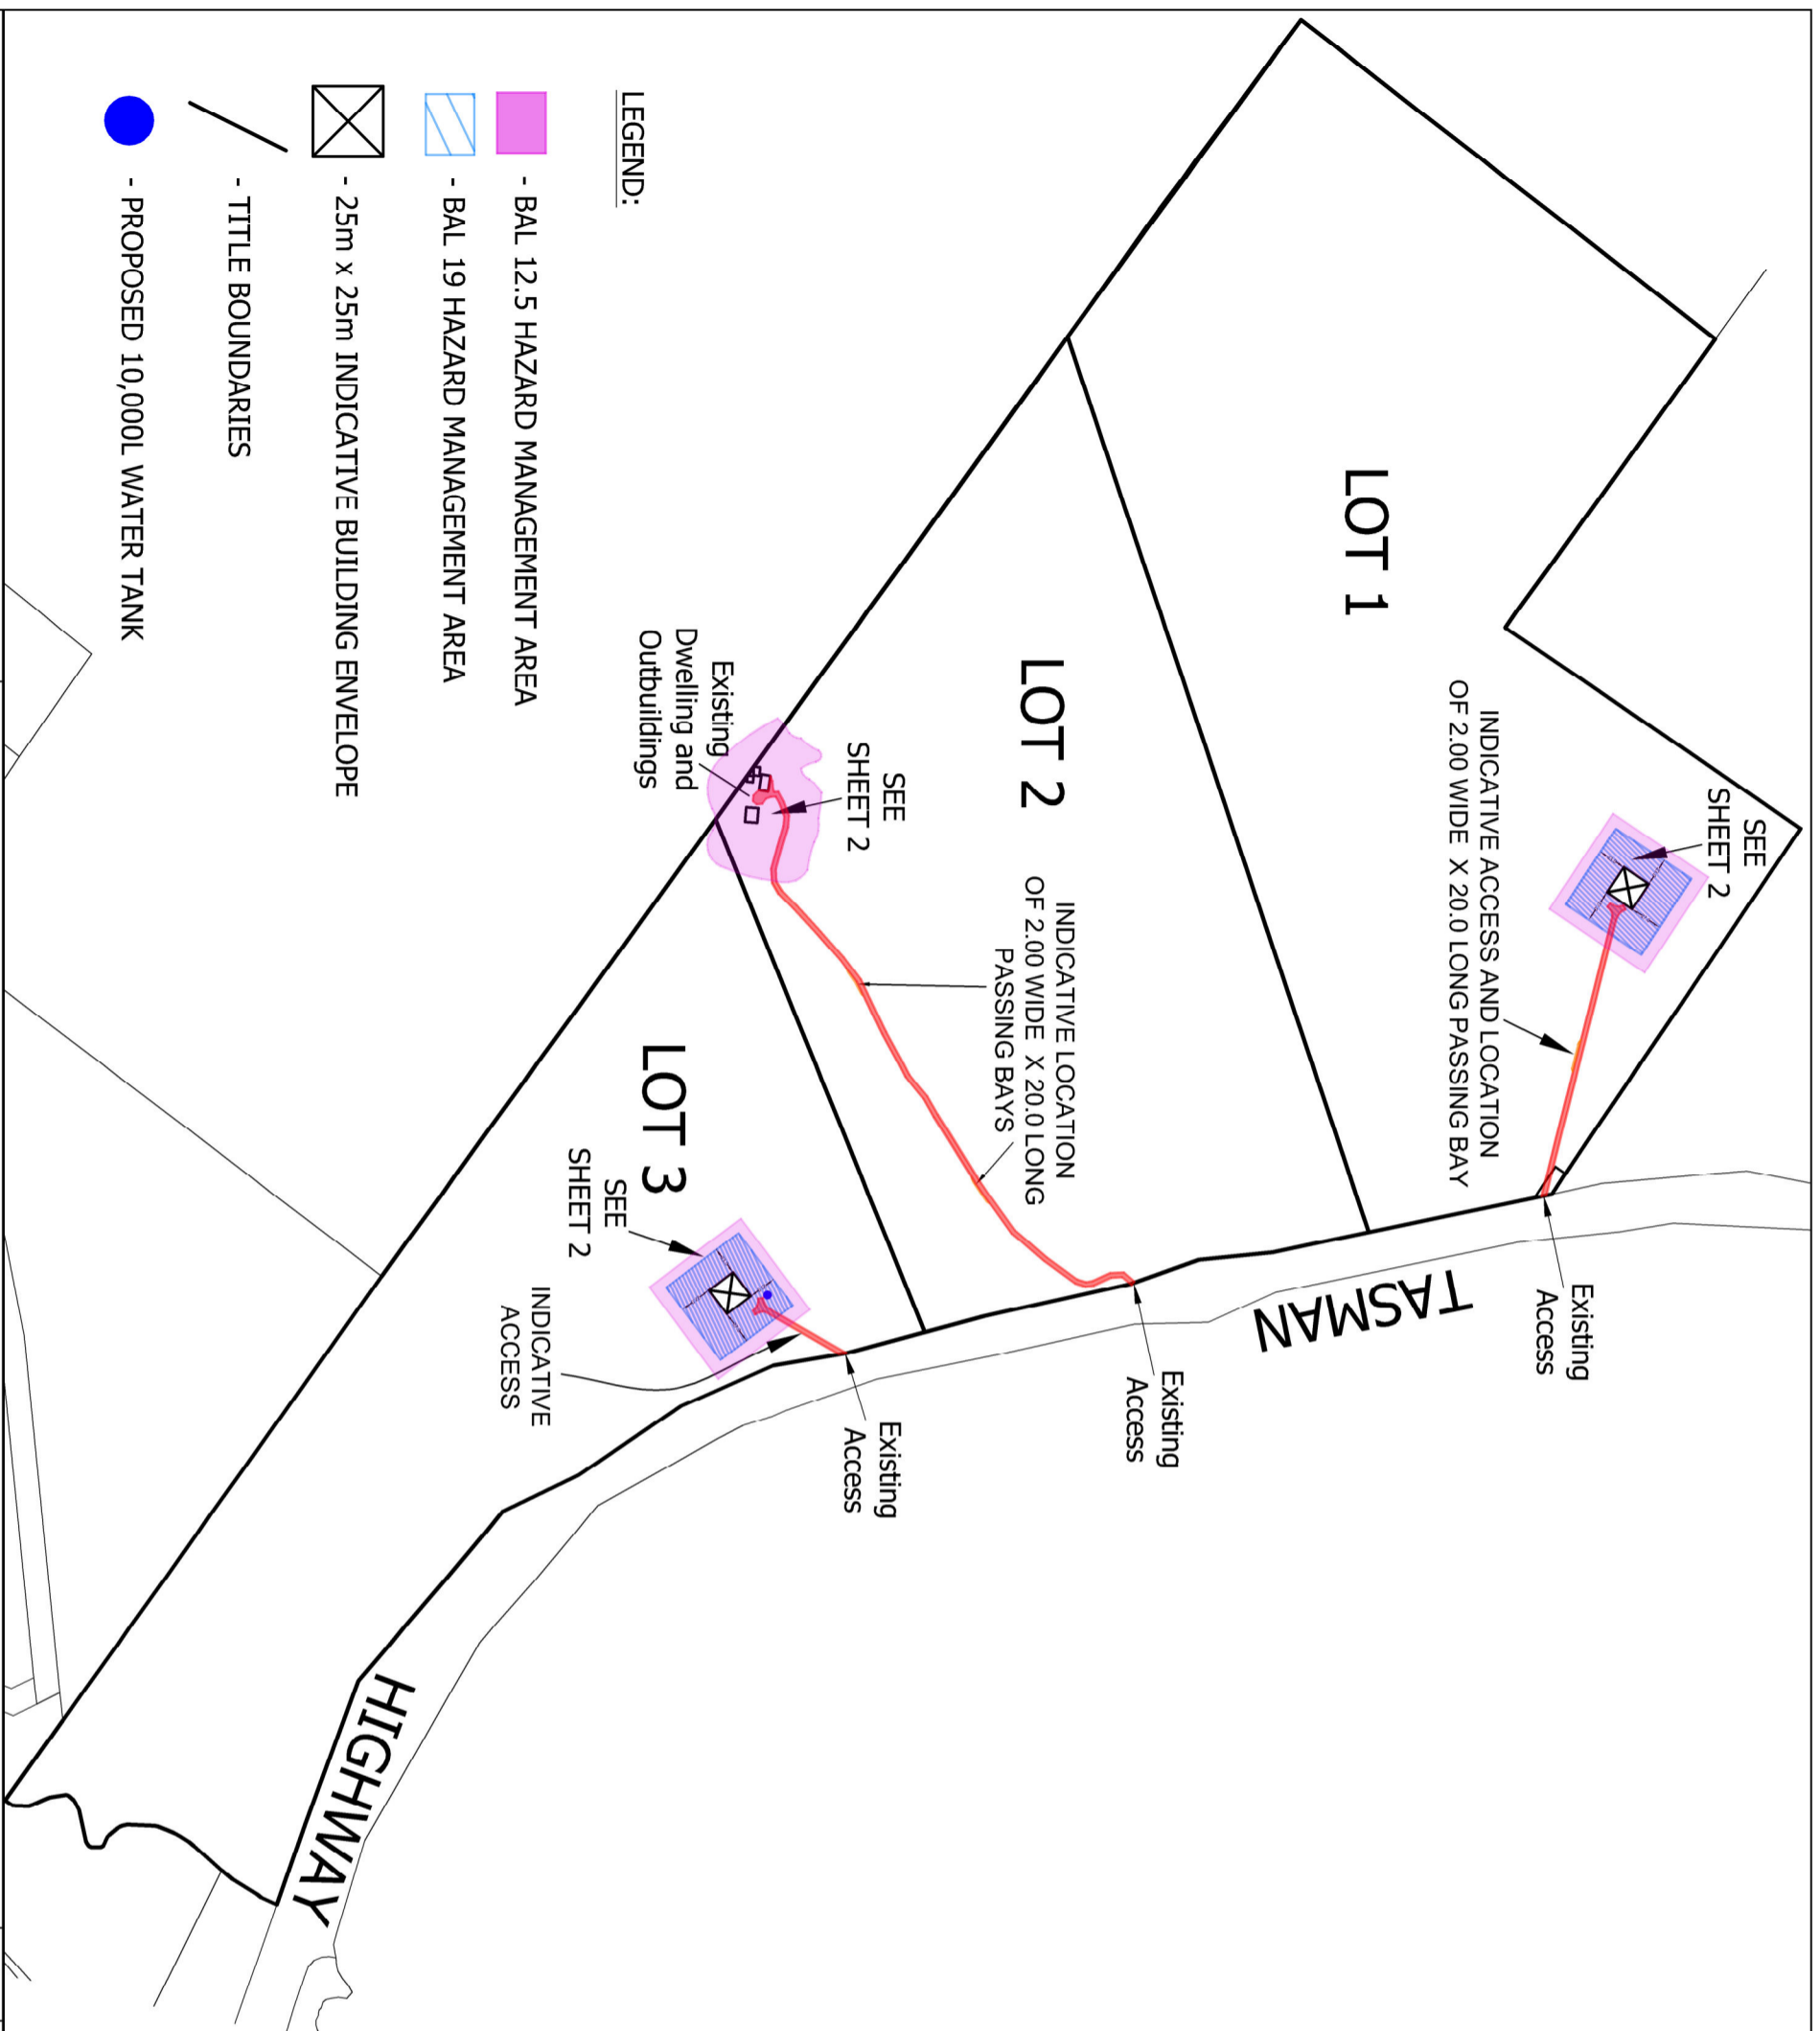 LOT 1
SEE
SHEET 2
INDICATIVE ACCESS AND LOCATION
OF 2.00 WIDE X 20.0 LONG PASSING BAY
Existing
Access
TASMAN
LOT 2
SEE
SHEET 2
INDICATIVE LOCATION
OF 2.00 WIDE X 20.0 LONG
PASSING BAYS
Existing
Access
Existing
Dwelling and
Outbuildings
LOT 3
SEE
SHEET 2
INDICATIVE
ACCESS
Existing
Access
HIGHWAY
LEGEND:
- BAL 12.5 HAZARD MANAGEMENT AREA
- BAL 19 HAZARD MANAGEMENT AREA
- 25m x 25m INDICATIVE BUILDING ENVELOPE
- TITLE BOUNDARIES
- PROPOSED 10,000L WATER TANK